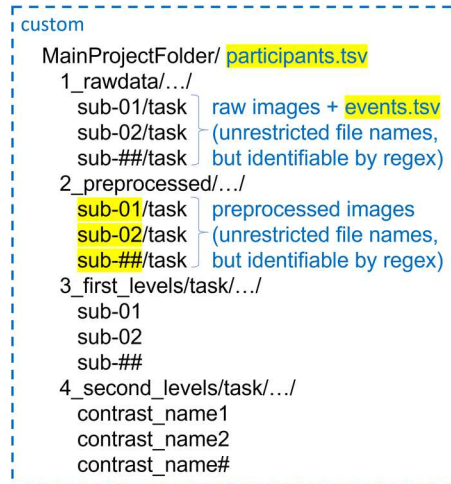 custom
MainProjectFolder/ participants.tsv
1_rawdata/.../
sub-01/task raw images + events.tsv
sub-02/task (unrestricted file names,
sub-##/task but identifiable by regex)
2_preprocessed/.../
sub-01/task preprocessed images
sub-02/task (unrestricted file names,
sub-##/task but identifiable by regex)
3_first_levels/task/.../
sub-01
sub-02
sub-##
4_second_levels/task/.../
contrast_name1
contrast_name2
contrast_name#